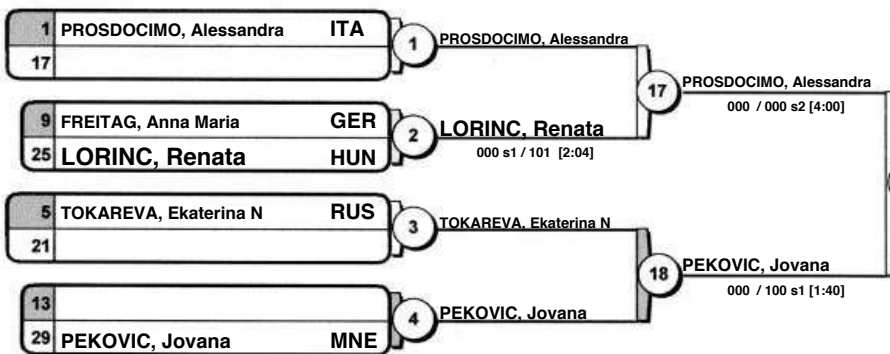 1 PROSDOCIMO, Alessandra ITA
17
1
PROSDOCIMO, Alessandra
9 FREITAG, Anna Maria GER
25 LORINC, Renata HUN
2
LORINC, Renata
000 s1 / 101 [2:04]
17
PROSDOCIMO, Alessandra
000 / 000 s2 [4:00]
5 TOKAREVA, Ekaterina N RUS
21
3
TOKAREVA, Ekaterina N
13
29 PEKOVIC, Jovana MNE
4
PEKOVIC, Jovana
18
PEKOVIC, Jovana
000 / 100 s1 [1:40]